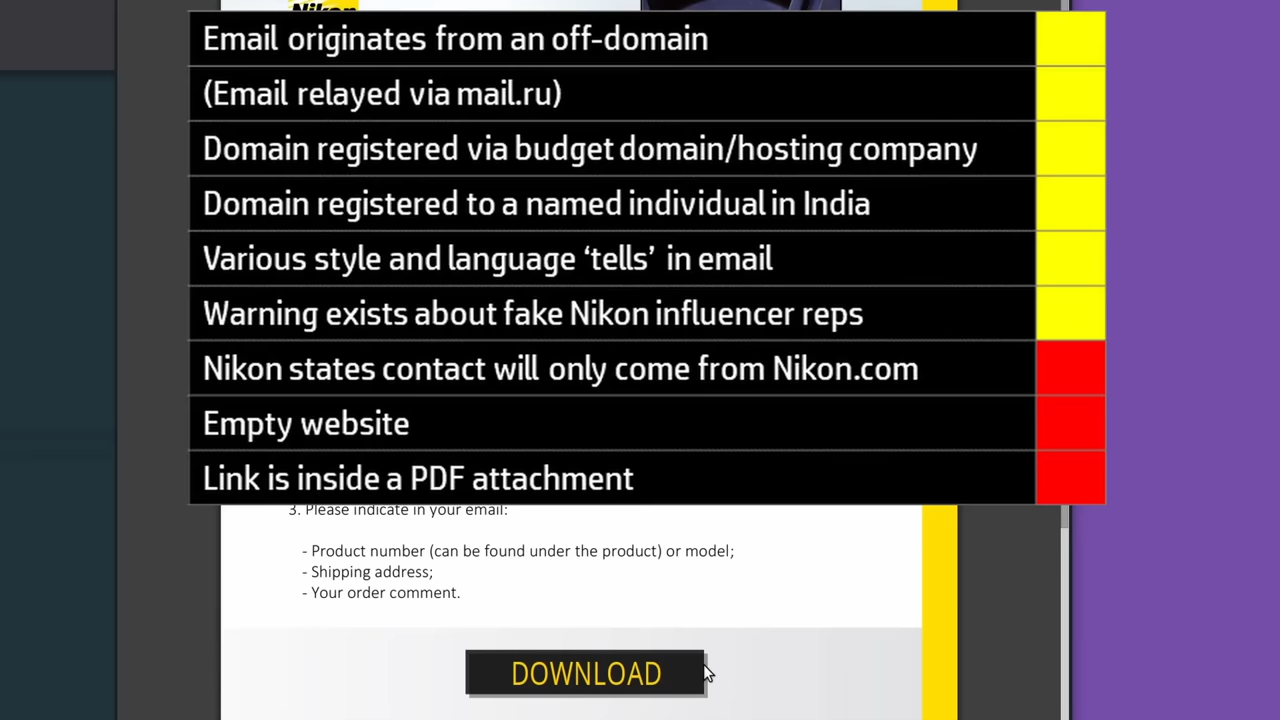 Nikon
Email originates from an off-domain
(Email relayed via mail.ru)
Domain registered via budget domain/hosting company
Domain registered to a named individual in India
Various style and language ‘tells’ in email
Warning exists about fake Nikon influencer reps
Nikon states contact will only come from Nikon.com
Empty website
Link is inside a PDF attachment
3. Please indicate in your email:
- Product number (can be found under the product) or model;
- Shipping address;
- Your order comment.
DOWNLOAD